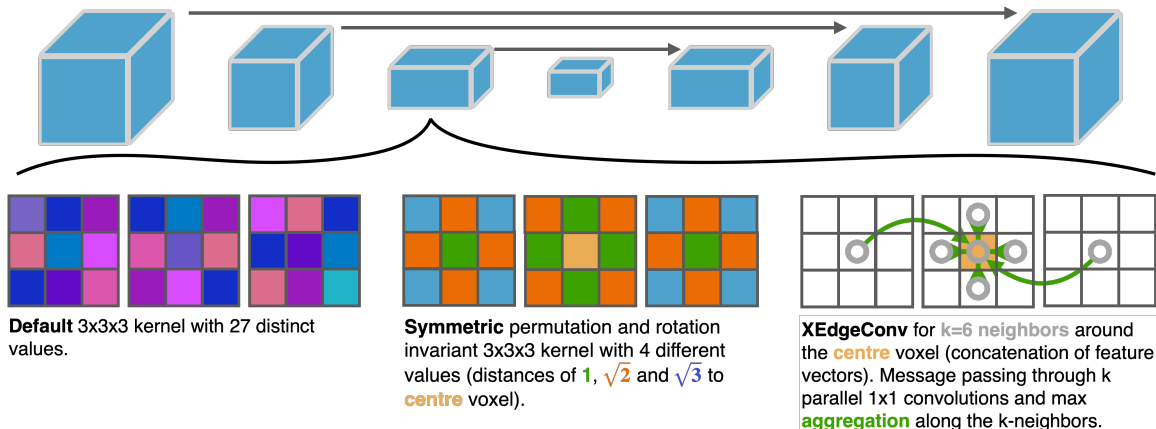 Default 3x3x3 kernel with 27 distinct
values.
Symmetric permutation and rotation
invariant 3x3x3 kernel with 4 different
values (distances of 1, √2 and √3 to
centre voxel).
XEdgeConv for k=6 neighbors around
the centre voxel (concatenation of feature
vectors). Message passing through k
parallel 1x1 convolutions and max
aggregation along the k-neighbors.